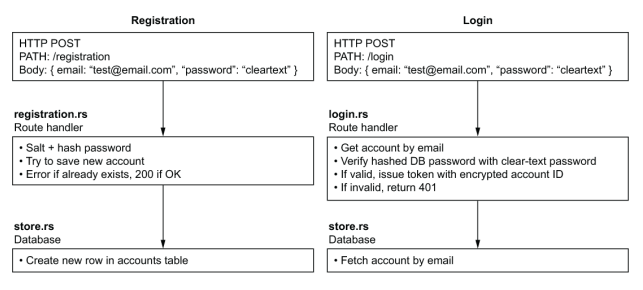 Registration
HTTP POST
PATH: /registration
Body: { email: “test@email.com”, “password”: “cleartext” }
registration.rs
Route handler
• Salt + hash password
• Try to save new account
• Error if already exists, 200 if OK
store.rs
Database
• Create new row in accounts table
Login
HTTP POST
PATH: /login
Body: { email: “test@email.com”, “password”: “cleartext” }
login.rs
Route handler
• Get account by email
• Verify hashed DB password with clear-text password
• If valid, issue token with encrypted account ID
• If invalid, return 401
store.rs
Database
• Fetch account by email